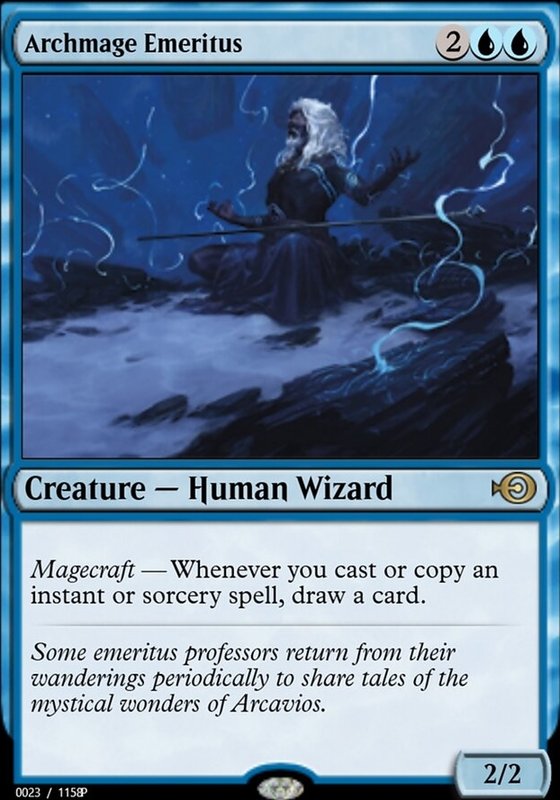 Archmage Emeritus 2
Creature — Human Wizard
Magecraft — Whenever you cast or copy an
instant or sorcery spell, draw a card.
Some emeritus professors return from their
wanderings periodically to share tales of the
mystical wonders of Arcavios.
2/2
0023 / 1158P